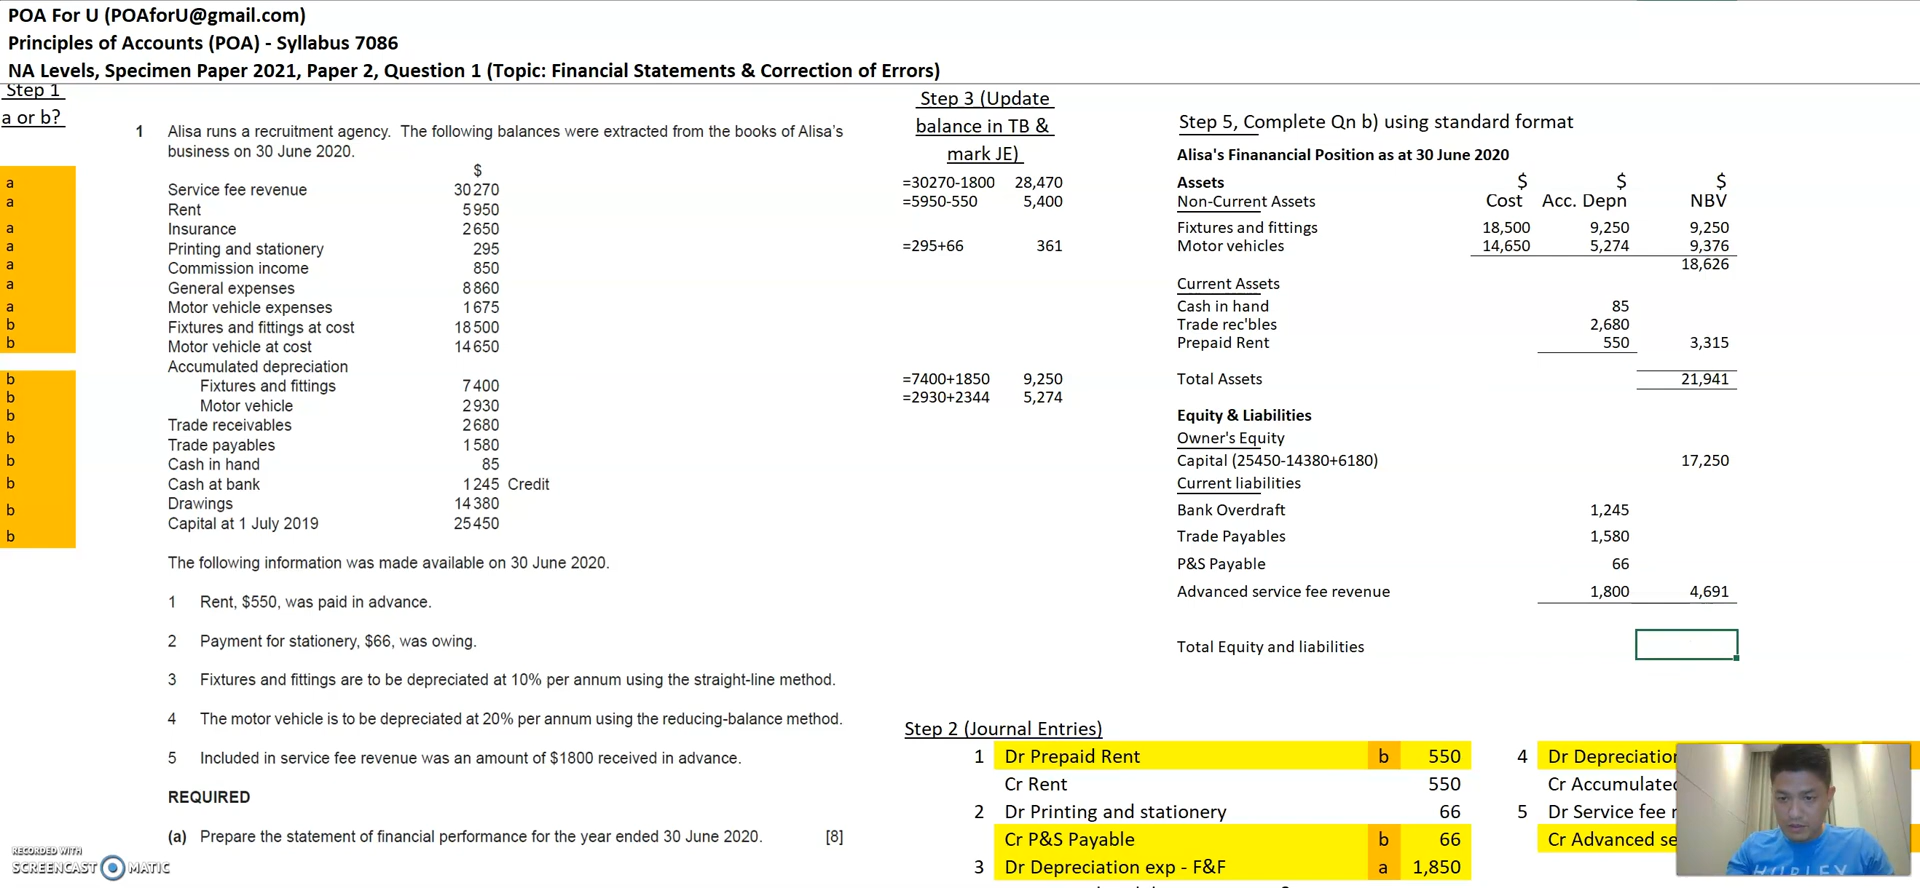 POA For U (POAforU@gmail.com)
Principles of Accounts (POA) - Syllabus 7086
NA Levels, Specimen Paper 2021, Paper 2, Question 1 (Topic: Financial Statements & Correction of Errors)
Step 1
a or b?
a
a
a
a
a
a
a
b
b
b
b
b
b
b
b
b
b
1 Alisa runs a recruitment agency. The following balances were extracted from the books of Alisa's
business on 30 June 2020.
$
Service fee revenue 30 270
Rent 5 950
Insurance 2 650
Printing and stationery 295
Commission income 850
General expenses 8 860
Motor vehicle expenses 1 675
Fixtures and fittings at cost 18 500
Motor vehicle at cost 14 650
Accumulated depreciation
Fixtures and fittings 7 400
Motor vehicle 2 930
Trade receivables 2 680
Trade payables 1 580
Cash in hand 85
Cash at bank 1 245 Credit
Drawings 14 380
Capital at 1 July 2019 25 450
The following information was made available on 30 June 2020.
1 Rent, $550, was paid in advance.
2 Payment for stationery, $66, was owing.
3 Fixtures and fittings are to be depreciated at 10% per annum using the straight-line method.
4 The motor vehicle is to be depreciated at 20% per annum using the reducing-balance method.
5 Included in service fee revenue was an amount of $1800 received in advance.
REQUIRED
(a) Prepare the statement of financial performance for the year ended 30 June 2020. [8]
Step 3 (Update
balance in TB &
mark JE)
=30270-1800 28,470
=5950-550 5,400
=295+66 361
=7400+1850 9,250
=2930+2344 5,274
Step 5, Complete Qn b) using standard format
Alisa's Finanancial Position as at 30 June 2020
Assets $ $ $
Non-Current Assets Cost Acc. Depn NBV
Fixtures and fittings 18,500 9,250 9,250
Motor vehicles 14,650 5,274 9,376
18,626
Current Assets
Cash in hand 85
Trade rec'bles 2,680
Prepaid Rent 550 3,315
Total Assets 21,941
Equity & Liabilities
Owner's Equity
Capital (25450-14380+6180) 17,250
Current liabilities
Bank Overdraft 1,245
Trade Payables 1,580
P&S Payable 66
Advanced service fee revenue 1,800 4,691
Total Equity and liabilities
Step 2 (Journal Entries)
1 Dr Prepaid Rent b 550
Cr Rent 550
2 Dr Printing and stationery 66
Cr P&S Payable b 66
3 Dr Depreciation exp - F&F a 1,850
4 Dr Depreciation
Cr Accumulated
5 Dr Service fee r
Cr Advanced se
RECORDED WITH
SCREENCAST MATIC
HURLEY